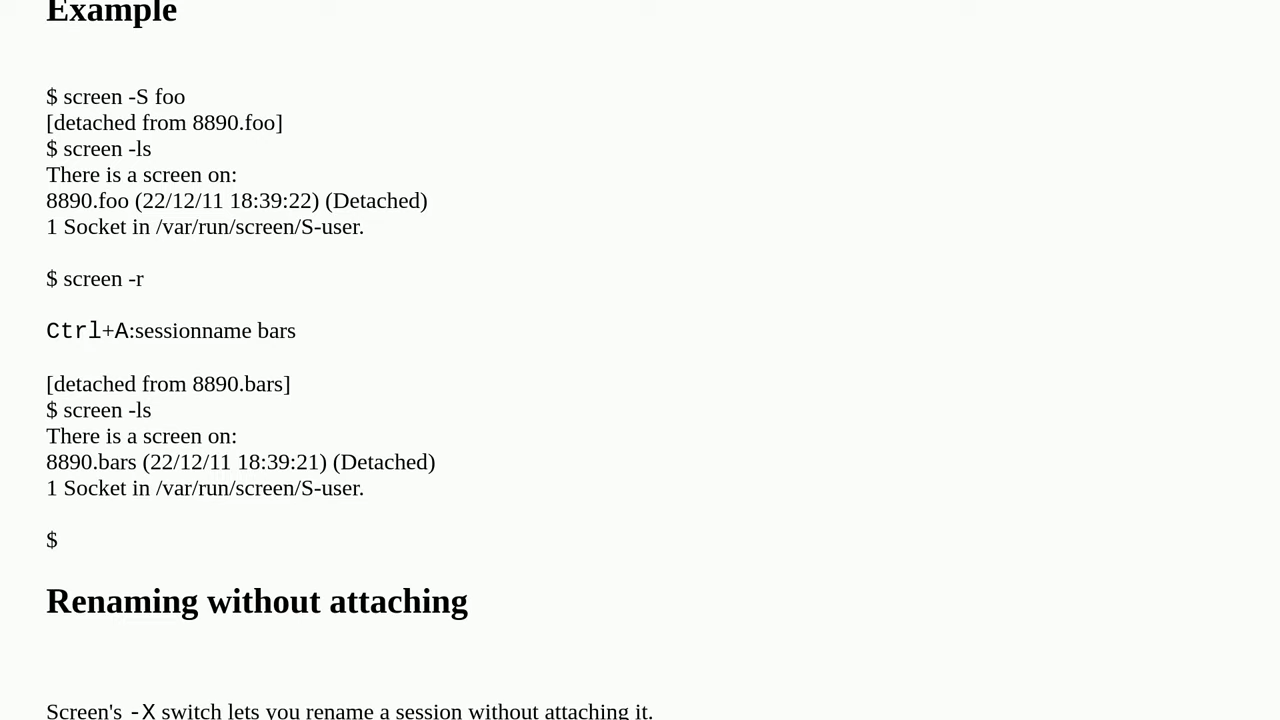 Example
$ screen -S foo
[detached from 8890.foo]
$ screen -ls
There is a screen on:
8890.foo (22/12/11 18:39:22) (Detached)
1 Socket in /var/run/screen/S-user.
$ screen -r
Ctrl+A:sessionname bars
[detached from 8890.bars]
$ screen -ls
There is a screen on:
8890.bars (22/12/11 18:39:21) (Detached)
1 Socket in /var/run/screen/S-user.
$
Renaming without attaching
Screen's -X switch lets you rename a session without attaching it.